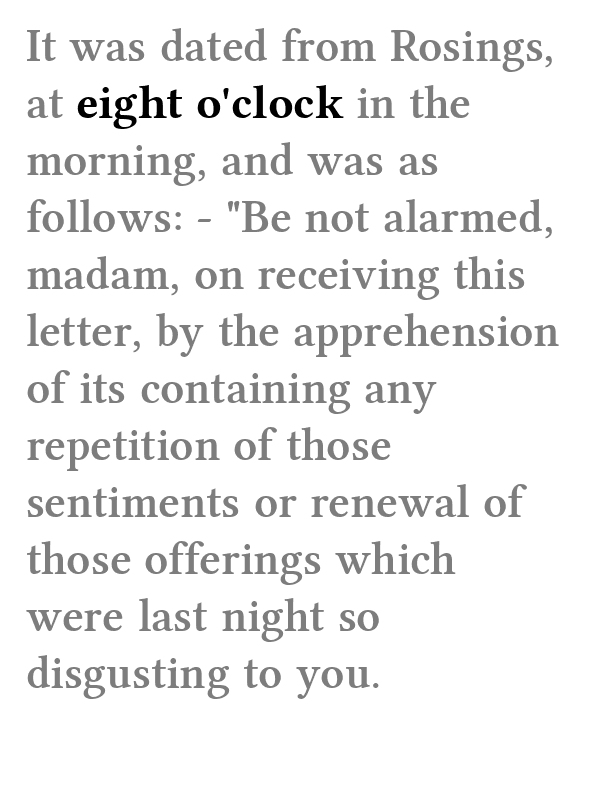 It was dated from Rosings,
at eight o'clock in the
morning, and was as
follows: - "Be not alarmed,
madam, on receiving this
letter, by the apprehension
of its containing any
repetition of those
sentiments or renewal of
those offerings which
were last night so
disgusting to you.